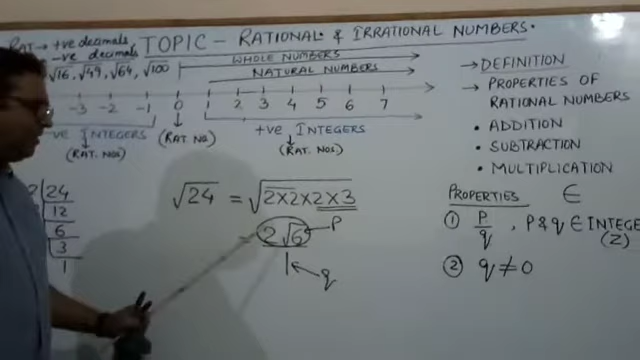 TOPIC - RATIONAL & IRRATIONAL NUMBERS.
RAT → +ve decimals
-ve decimals
√16, √49, √64, √100
WHOLE NUMBERS
NATURAL NUMBERS
-3 -2 -1 0 1 2 3 4 5 6 7
-ve INTEGERS
(RAT. NOS)
(RAT. NO)
+ve INTEGERS
(RAT. NOS.)
→ DEFINITION
→ PROPERTIES OF
RATIONAL NUMBERS
• ADDITION
• SUBTRACTION
• MULTIPLICATION
2 24
12
6
3
1
√24 = √2×2×2×3
= 2√6 ← P
1 ← q
PROPERTIES ∈
① P/q , P & q ∈ INTEGE
(Z)
② q ≠ 0